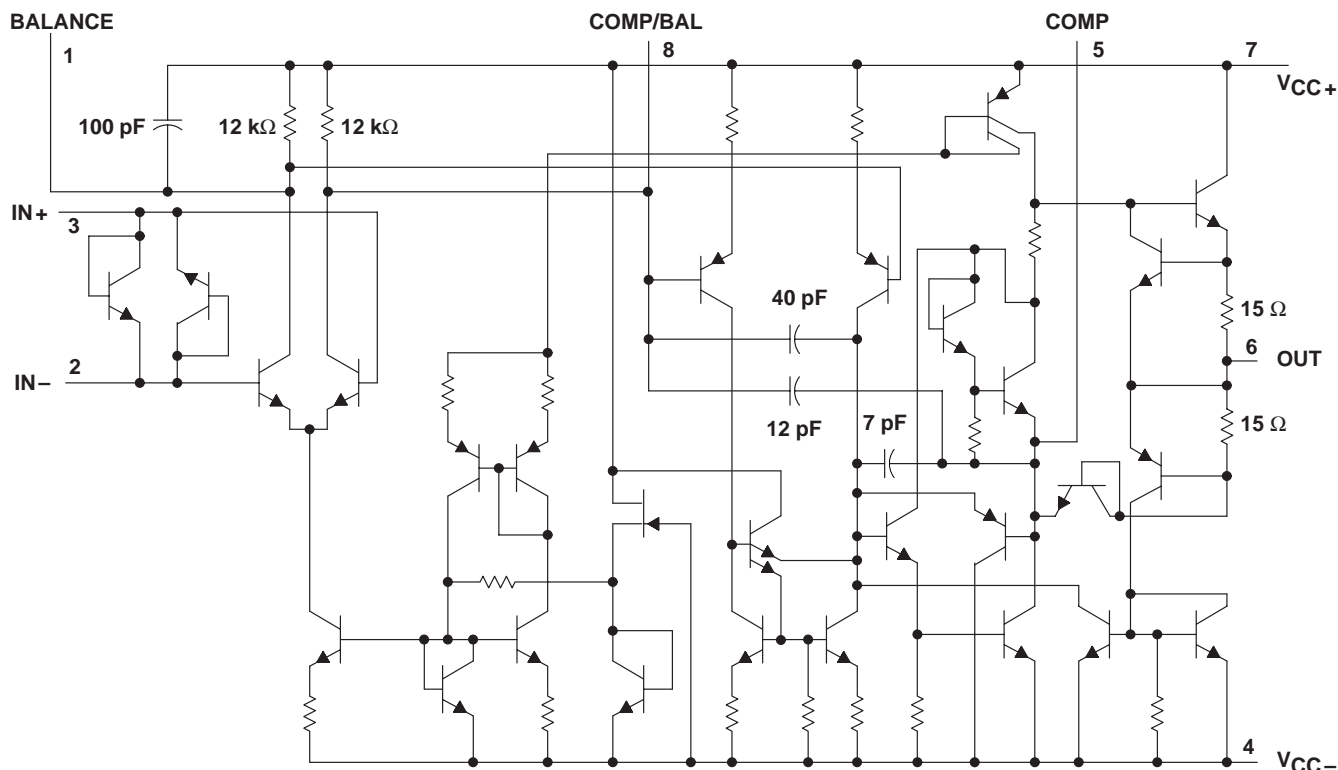 BALANCE
COMP/BAL
COMP
1
8
5
7
VCC+
100 pF
12 kΩ
12 kΩ
IN+
3
40 pF
15 Ω
6
OUT
2
IN−
12 pF
7 pF
15 Ω
4
VCC−